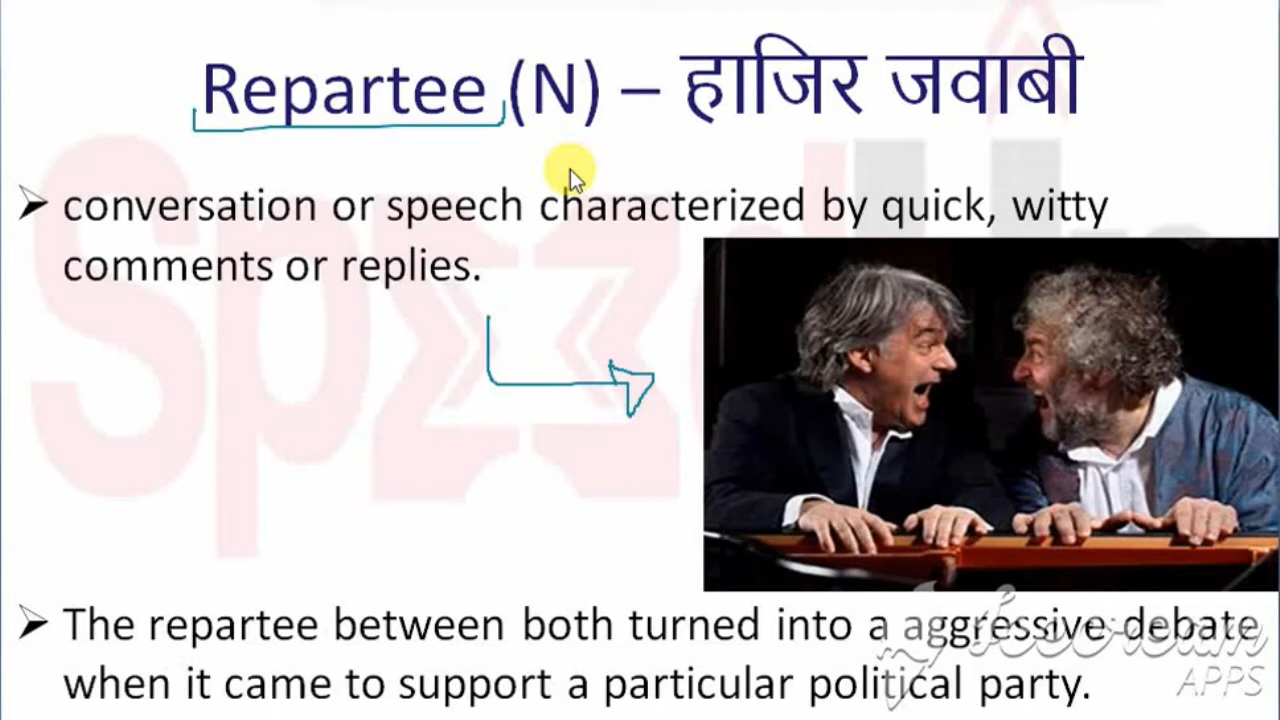 Repartee (N) – हाजिर जवाबी
conversation or speech characterized by quick, witty
comments or replies.
The repartee between both turned into a aggressive debate
when it came to support a particular political party.
APPS